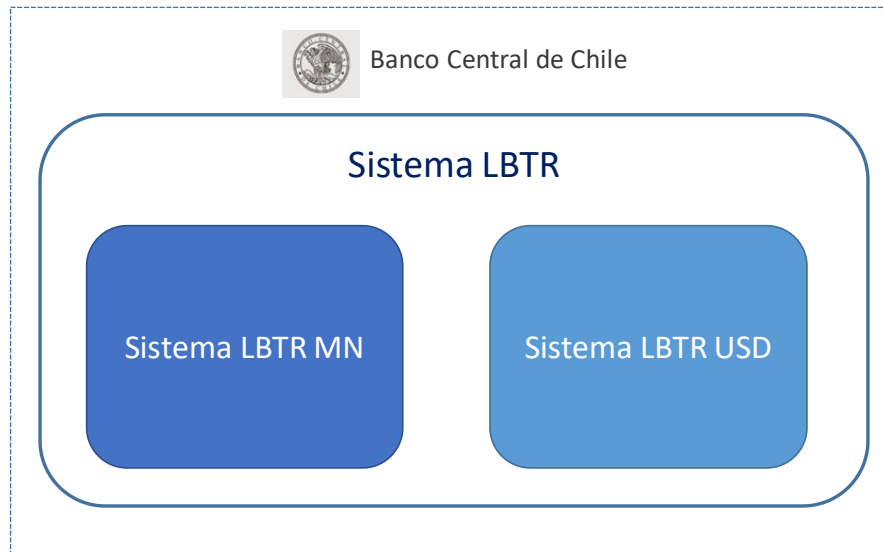 Banco Central de Chile
Sistema LBTR
Sistema LBTR MN
Sistema LBTR USD